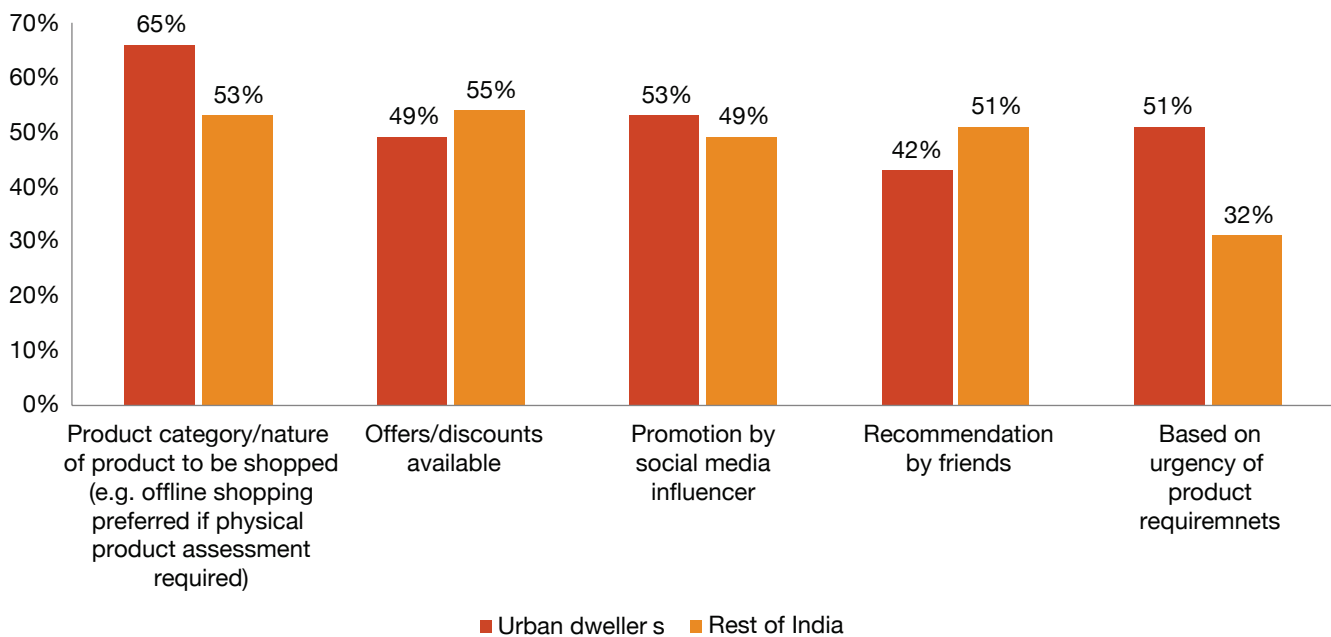 70%
60%
50%
40%
30%
20%
10%
0%
65%
53%
49%
55%
53%
49%
42%
51%
51%
32%
Product category/nature
of product to be shopped
(e.g. offline shopping
preferred if physical
product assessment
required)
Offers/discounts
available
Promotion by
social media
influencer
Recommendation
by friends
Based on
urgency of
product
requiremnets
Urban dweller s
Rest of India